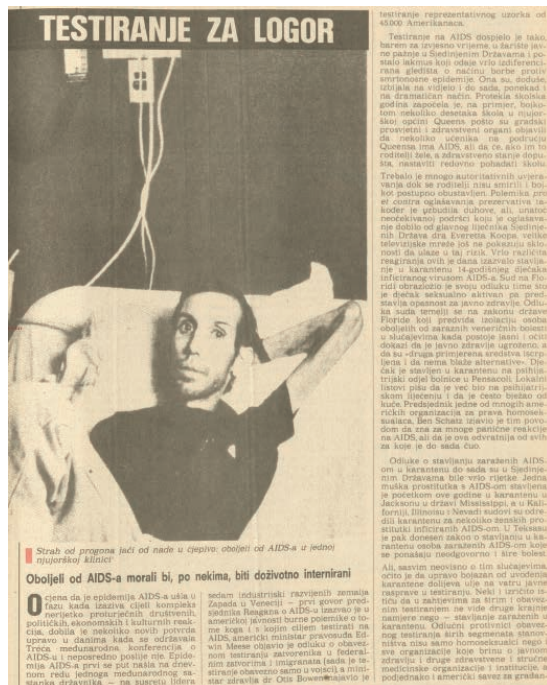 TESTIRANJE ZA LOGOR
Strah od progona jači od nade u cjepivo: oboljeli od AIDS-a u jednoj
njujorškoj klinici
Oboljeli od AIDS-a morali bi, po nekima, biti doživotno internirani
Ocjena da je epidemija AIDS-a ušla u
fazu kada izaziva cijeli kompleks
nerijetko proturječnih društvenih,
političkih, ekonomskih i kulturnih reak-
cija, dobila je nekoliko novih potvrda
upravo u danima kada se održavale
Treća međunarodna konferencija o
AIDS-u i neposredno poslije nje. Epide-
mija AIDS-a prvi se put našla na dnev-
nom redu jednoga međunarodnog sa-
stanka državnika — na susretu lidera
sedam industrijski razvijenih zemalja
Zapada u Veneciji — prvi govor pred-
sjednika Reagana o AIDS-u izazvao je u
američkoj javnosti burne polemike o to-
me koga i s kojim ciljem testirati na
AIDS, američki ministar pravosuđa Ed-
win Meese objavio je odluku o obavez-
nom testiranju zatvorenika u federal-
nim zatvorima i imigranata (sada je te-
stiranje obavezno samo u vojsci), a mini-
star zdravlja dr Otis Bowen najavio je
testiranje reprezentativnog uzorka od
45.000 Amerikanaca.
Testiranje na AIDS dospjelo je tako,
barem za izvjesno vrijeme, u žarište jav-
ne pažnje u Sjedinjenim Državama i po-
stalo lakmus koji odaje vrlo izdiferenci-
rana gledišta o načinu borbe protiv
smrtonosne epidemije. Ona su, doduše,
izbijala na vidjelo i do sada, ponekad i
na dramatičan način. Protekla školska
godina započela je, na primjer, bojko-
tom nekoliko desetaka škola u njujor-
škoj općini Queens pošto su gradski
prosvjetni i zdravstveni organi objavili
da nekoliko učenika na području
Queensa ima AIDS, ali da će, ako im to
roditelji žele, a zdravstveno stanje dopu-
šta, nastaviti redovno pohađati školu.
Trebalo je mnogo autoritativnih uvjera-
vanja dok se roditelji nisu smirili i boj-
kot postupno obustavljen. Polemika pro
et contra oglašavanja prezervativa ta-
kođer je uzbudila duhove, ali, unatoč
neočekivanoj podršci koju je oglašava-
nje dobilo od glavnog liječnika Sjedinje-
nih Država dra Everetta Koopa, velike
televizijske mreže još ne pokazuju sklo-
nosti da ulaze u taj rizik. Vrlo različita
reagiranja ovih je dana izazvalo stavlja-
nje u karantenu 14-godišnjeg dječaka
inficiranog virusom AIDS-a. Sud na Flo-
ridi obrazložio je svoju odluku time što
je dječak seksualno aktivan pa pred-
stavlja opasnost za javno zdravlje. Odlu-
ka suda temelji se na zakonu države
Floride koji predviđa izolaciju osoba
oboljelih od zaraznih veneričnih bolesti
u slučajevima kada postoje jasni i očiti
dokazi da je javno zdravlje ugroženo, a
da su »druga primjerena sredstva iscrp-
ljena i da nema blaže alternative«. Dje-
čak je stavljen u karantenu na psihija-
trijski odjel bolnice u Pensacoli. Lokalni
listovi pišu da je već bio na psihijatrij-
skom liječenju i da je često bježao od
kuće. Predsjednik jedne od mnogih ame-
ričkih organizacija za prava homosek-
sualaca, Ben Schatz izjavio je tim povo-
dom da zna za mnoge panične reakcije
na AIDS, ali da je ova odvratnija od svih
za koje je do sada čuo.
Odluke o stavljanju zaraženih AIDS-
om u karantenu do sada su u Sjedinje-
nim Državama bile vrlo rijetke. Jedna
muška prostitutka s AIDS-om stavljena
je početkom ove godine u karantenu u
Jacksonu u državi Mississippi, a u Kali-
forniji, Illinoisu i Nevadi sudovi su odre-
dili karantenu za nekoliko ženskih pro-
stitutki inficiranih AIDS-om. U Teksasu
je pak donesen zakon o stavljanju u ka-
rantenu osoba zaraženih AIDS-om koje
se ponašaju neodgovorno i šire bolest.
Ali, sasvim neovisno o tim slučajevima,
očito je da upravo bojazan od uvođenja
karantene dolijeva ulje na vatru javne
rasprave o testiranju. Neki i izričito is-
tiču da u zahtjevima za širim i obavez-
nim testiranjem ne vide druge krajnje
namjere nego — stavljanje zaraženih u
karantenu. Odlučni protivnici obavez-
nog testiranja širih segmenata stanov-
ništva nisu samo homoseksualci nego i
sve organizacije koje brinu o javnom
zdravlju i druge zdravstvene i stručne
medicinske organizacije i institucije, a
podjednako i američki savez za građan-